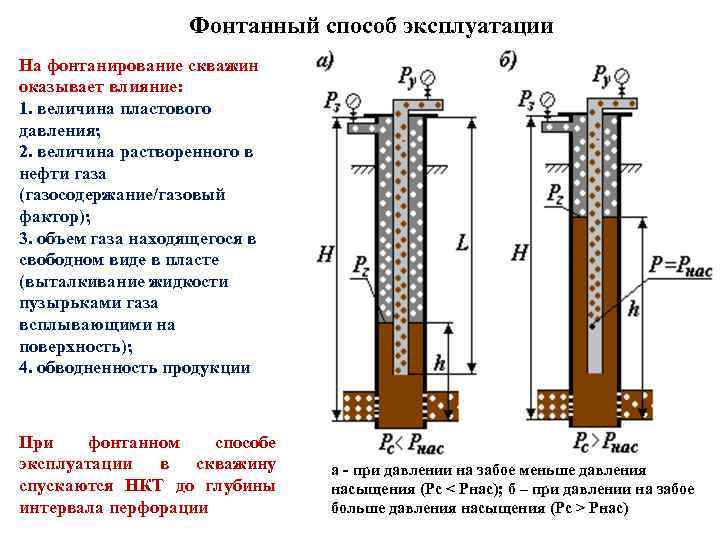 Фонтанный способ эксплуатации
На фонтанирование скважин
оказывает влияние:
1. величина пластового
давления;
2. величина растворенного в
нефти газа
(газосодержание/газовый
фактор);
3. объем газа находящегося в
свободном виде в пласте
(выталкивание жидкости
пузырьками газа
всплывающими на
поверхность);
4. обводненность продукции
При фонтанном способе
эксплуатации в скважину
спускаются НКТ до глубины
интервала перфорации
а)
Pу
Pз
H
L
Pz
h
Pс < Pнас
б)
Pу
Pз
Pz
H
P=Pнас
h
Pс > Pнас
а - при давлении на забое меньше давления
насыщения (Рс < Рнас); б – при давлении на забое
больше давления насыщения (Рс > Рнас)